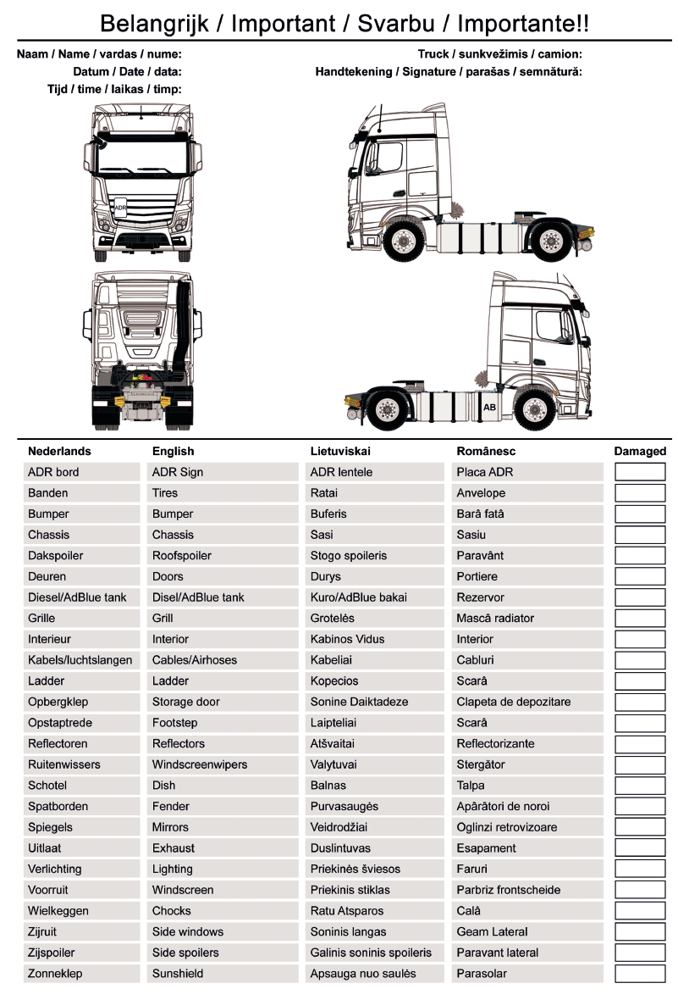 Belangrijk / Important / Svarbu / Importante!!
Naam / Name / vardas / nume: Truck / sunkvežimis / camion:
Datum / Date / data: Handtekening / Signature / parašas / semnătură:
Tijd / time / laikas / timp:
ADR
AB
Nederlands English Lietuviskai Românesc Damaged
ADR bord ADR Sign ADR lentele Placa ADR
Banden Tires Ratai Anvelope
Bumper Bumper Buferis Barâ fatâ
Chassis Chassis Sasi Sasiu
Dakspoiler Roofspoiler Stogo spoileris Paravânt
Deuren Doors Durys Portiere
Diesel/AdBlue tank Disel/AdBlue tank Kuro/AdBlue bakai Rezervor
Grille Grill Grotelės Mascâ radiator
Interieur Interior Kabinos Vidus Interior
Kabels/luchtslangen Cables/Airhoses Kabeliai Cabluri
Ladder Ladder Kopecios Scarâ
Opbergklep Storage door Sonine Daiktadeze Clapeta de depozitare
Opstaptrede Footstep Laipteliai Scarâ
Reflectoren Reflectors Atšvaitai Reflectorizante
Ruitenwissers Windscreenwipers Valytuvai Stergător
Schotel Dish Balnas Talpa
Spatborden Fender Purvasaugės Apârâtori de noroi
Spiegels Mirrors Veidrodžiai Oglinzi retrovizoare
Uitlaat Exhaust Duslintuvas Esapament
Verlichting Lighting Priekinės šviesos Faruri
Voorruit Windscreen Priekinis stiklas Parbriz frontscheide
Wielkeggen Chocks Ratu Atsparos Calâ
Zijruit Side windows Soninis langas Geam Lateral
Zijspoiler Side spoilers Galinis soninis spoileris Paravant lateral
Zonneklep Sunshield Apsauga nuo saulės Parasolar